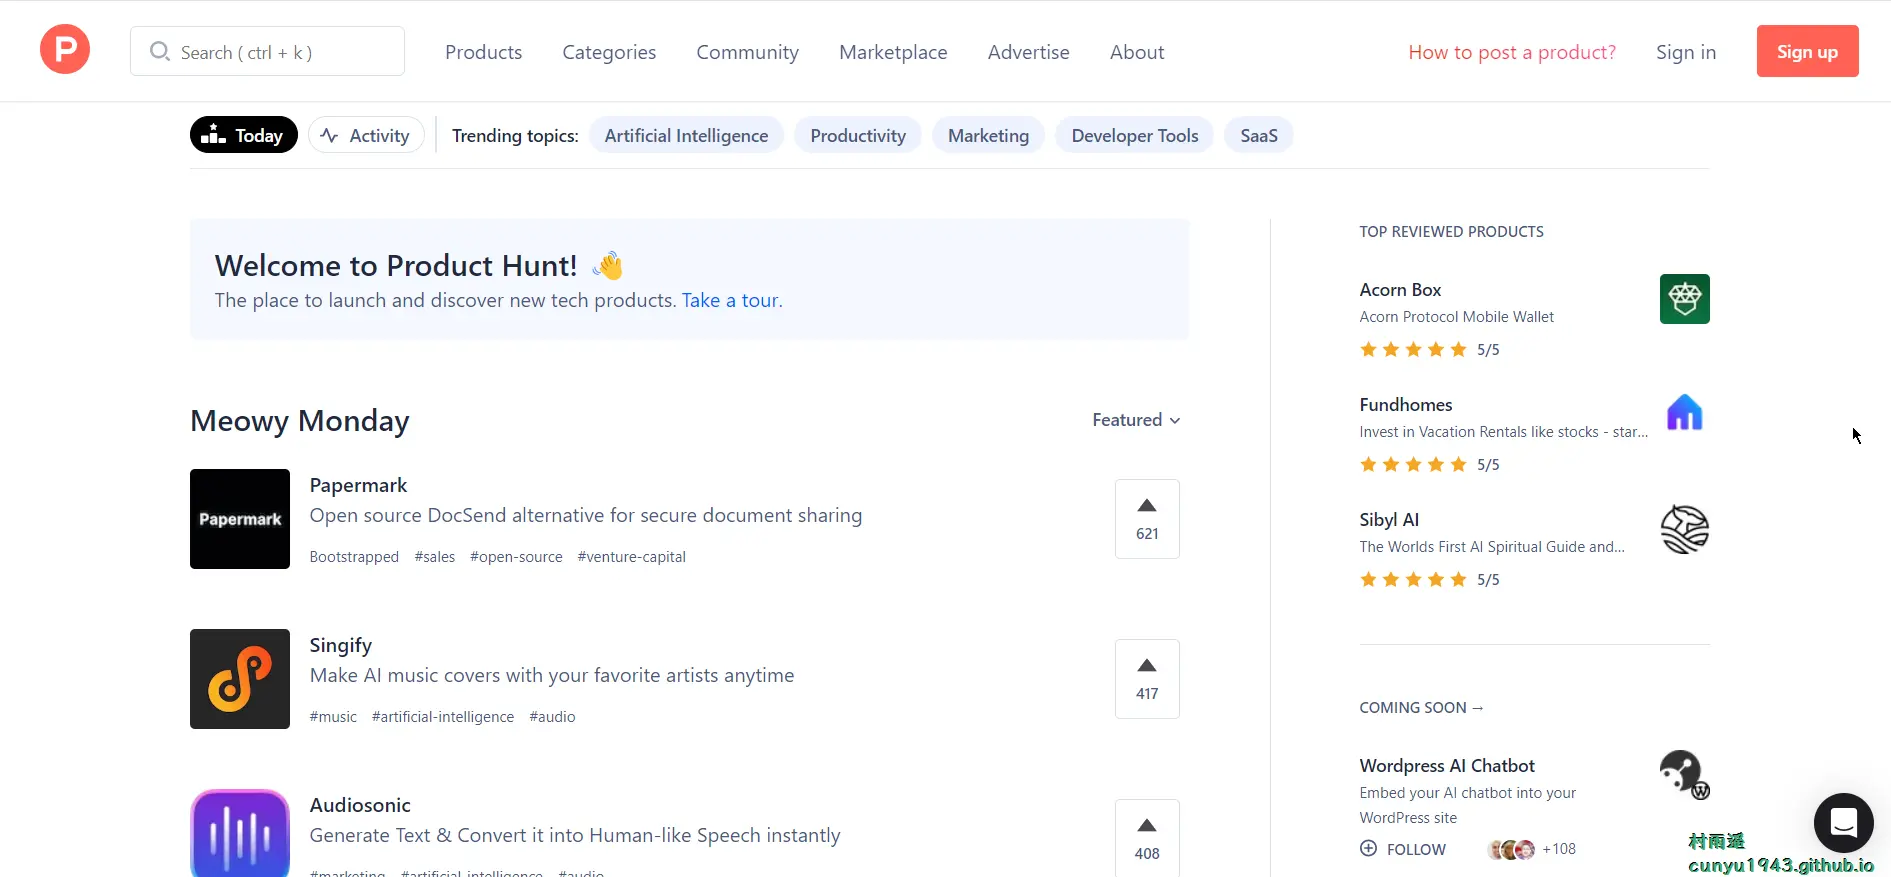 P
Search ( ctrl + k )
Products
Categories
Community
Marketplace
Advertise
About
How to post a product?
Sign in
Sign up
Today
Activity
Trending topics:
Artificial Intelligence
Productivity
Marketing
Developer Tools
SaaS
Welcome to Product Hunt! 👋
The place to launch and discover new tech products. Take a tour.
Meowy Monday
Featured
Papermark
Papermark
Open source DocSend alternative for secure document sharing
Bootstrapped #sales #open-source #venture-capital
621
Singify
Make AI music covers with your favorite artists anytime
#music #artificial-intelligence #audio
417
Audiosonic
Generate Text & Convert it into Human-like Speech instantly
#marketing #artificial-intelligence #audio
408
TOP REVIEWED PRODUCTS
Acorn Box
Acorn Protocol Mobile Wallet
5/5
Fundhomes
Invest in Vacation Rentals like stocks - star...
5/5
Sibyl AI
The Worlds First AI Spiritual Guide and...
5/5
COMING SOON →
Wordpress AI Chatbot
Embed your AI chatbot into your
WordPress site
W
FOLLOW
+108
村雨遥
cunyu1943.github.io